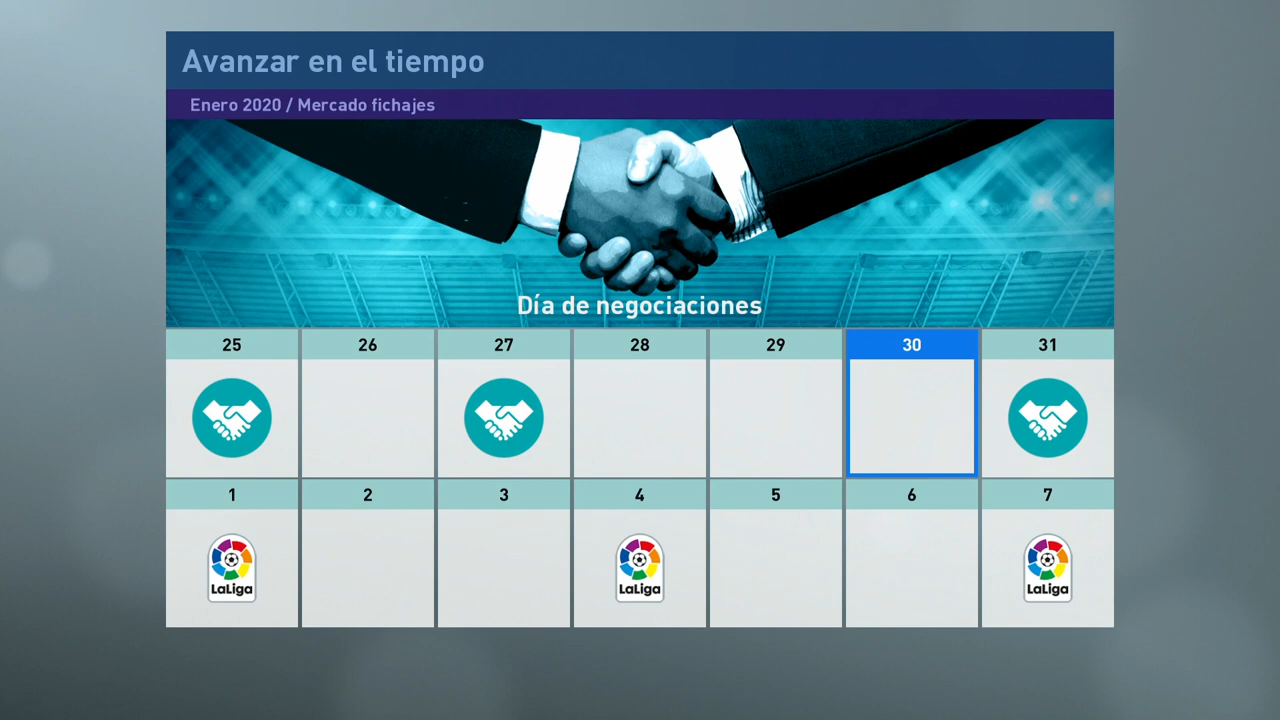 Avanzar en el tiempo
Enero 2020 / Mercado fichajes
Día de negociaciones
25 26 27 28 29 30 31
1 2 3 4 5 6 7
LaLiga LaLiga LaLiga